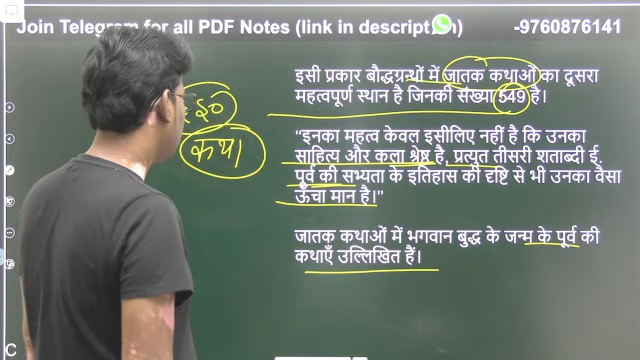 Join Telegram for all PDF Notes (link in descript n) -9760876141
इसी प्रकार बौद्धग्रन्थों में जातक कथाओं का दूसरा
महत्वपूर्ण स्थान है जिनकी संख्या 549 है।
"इनका महत्व केवल इसीलिए नहीं है कि उनका
साहित्य और कला श्रेष्ठ है, प्रत्युत तीसरी शताब्दी ई.
पूर्व की सभ्यता के इतिहास की दृष्टि से भी उनका वैसा
ऊँचा मान है।"
जातक कथाओं में भगवान बुद्ध के जन्म के पूर्व की
कथाएँ उल्लिखित हैं।
कथा
C